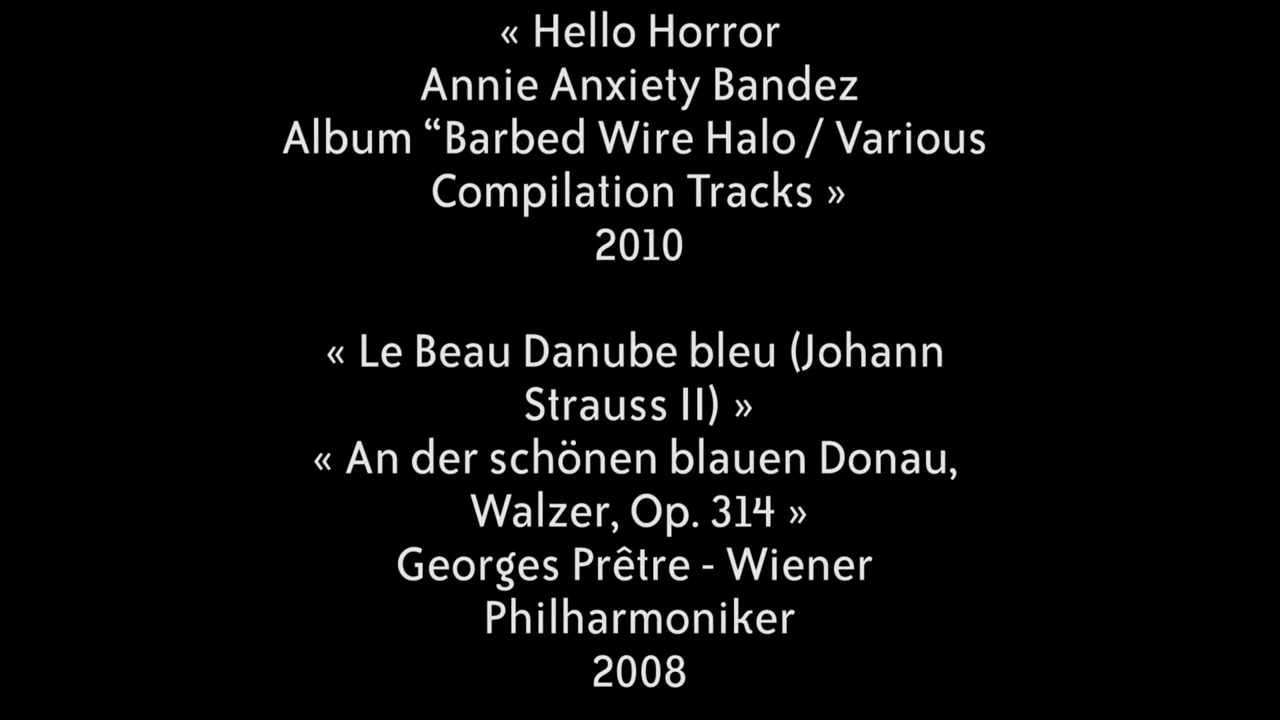 « Hello Horror
Annie Anxiety Bandez
Album “Barbed Wire Halo / Various
Compilation Tracks »
2010
« Le Beau Danube bleu (Johann
Strauss II) »
« An der schönen blauen Donau,
Walzer, Op. 314 »
Georges Prêtre - Wiener
Philharmoniker
2008